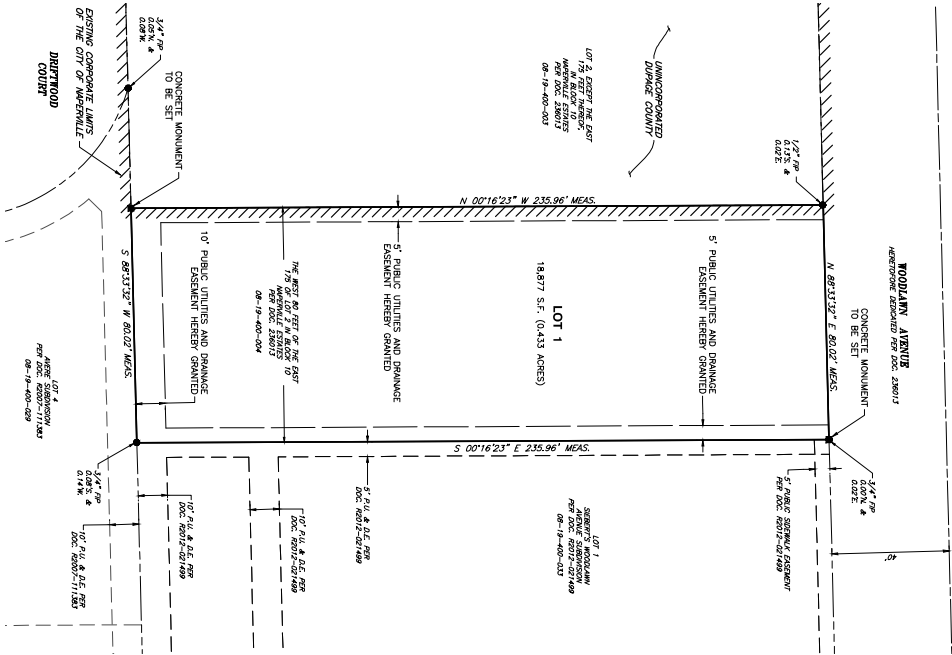 EXISTING CORPORATE LIMITS
OF THE CITY OF NAPERVILLE
DRIFTWOOD
COURT
3/4" FIP
0.05'N. &
0.08'W.
CONCRETE MONUMENT
TO BE SET
LOT 2, EXCEPT THE EAST
175 FEET THEREOF,
IN BLOCK 10
NAPERVILLE ESTATES
PER DOC. 236013
08-19-400-003
UNINCORPORATED
DUPAGE COUNTY
1/2" FIP
0.13'S. &
0.02'E.
WOODLAWN AVENUE
HERETOFORE DEDICATED PER DOC. 236013
CONCRETE MONUMENT
TO BE SET
N 00°16'23" W 235.96' MEAS.
N 88°33'32" E 80.02' MEAS.
S 88°33'32" W 80.02' MEAS.
10' PUBLIC UTILITIES AND DRAINAGE
EASEMENT HEREBY GRANTED
THE WEST 80 FEET OF THE EAST
175 OF LOT 2 IN BLOCK 10
NAPERVILLE ESTATES
PER DOC. 236013
08-19-400-004
5' PUBLIC UTILITIES AND DRAINAGE
EASEMENT HEREBY GRANTED
LOT 1
18,877 S.F. (0.433 ACRES)
5' PUBLIC UTILITIES AND DRAINAGE
EASEMENT HEREBY GRANTED
S 00°16'23" E 235.96' MEAS.
LOT 4
AVERE SUBDIVISION
PER DOC. R2007-111383
08-19-400-029
3/4" FIP
0.08'S. &
0.14'W.
10' P.U. & D.E. PER
DOC. R2007-111383
10' P.U. & D.E. PER
DOC. R2012-021499
10' P.U. & D.E. PER
DOC. R2012-021499
5' P.U. & D.E. PER
DOC. R2012-021499
LOT 1
SIEBERT'S WOODLAWN
AVENUE SUBDIVISION
PER DOC. R2012-021499
08-19-400-033
5' PUBLIC SIDEWALK EASEMENT
PER DOC. R2012-021499
3/4" FIP
0.00'N. &
0.02'E.
40'